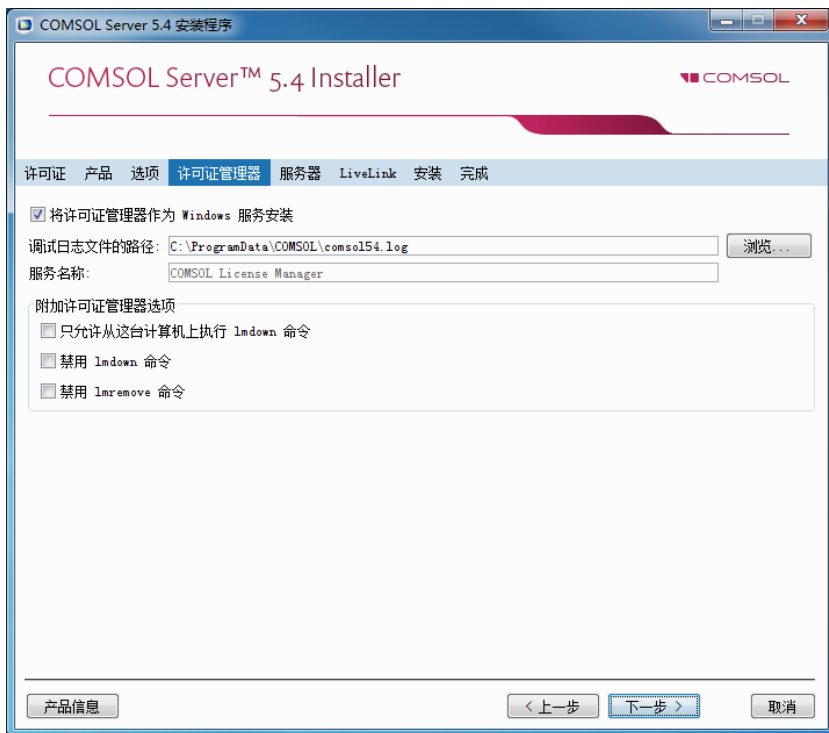 COMSOL Server 5.4 安装程序
COMSOL Server™ 5.4 Installer
COMSOL
许可证 产品 选项 许可证管理器 服务器 LiveLink 安装 完成
将许可证管理器作为 Windows 服务安装
调试日志文件的路径: C:\ProgramData\COMSOL\comsol54.log 浏览...
服务名称: COMSOL License Manager
附加许可证管理器选项
只允许从这台计算机上执行 lmdown 命令
禁用 lmdown 命令
禁用 lmremove 命令
产品信息 < 上一步 下一步 > 取消